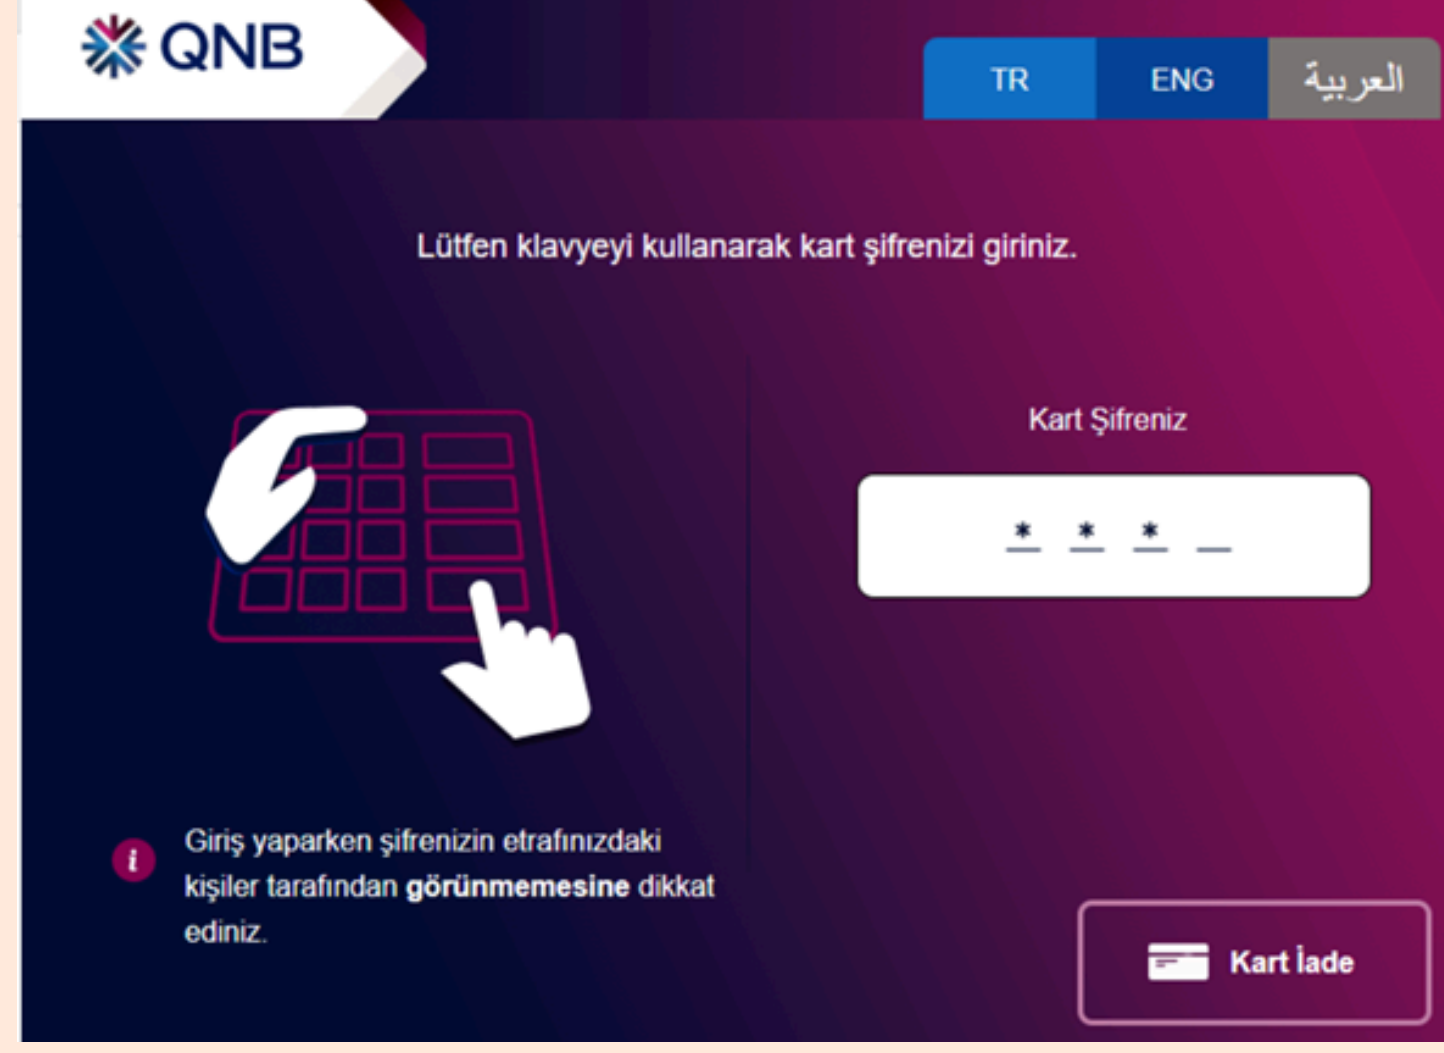 QNB
TR ENG العربية
Lütfen klavyeyi kullanarak kart şifrenizi giriniz.
Kart Şifreniz
* * * _
i Giriş yaparken şifrenizin etrafınızdaki
kişiler tarafından görünmemesine dikkat
ediniz.
Kart İade